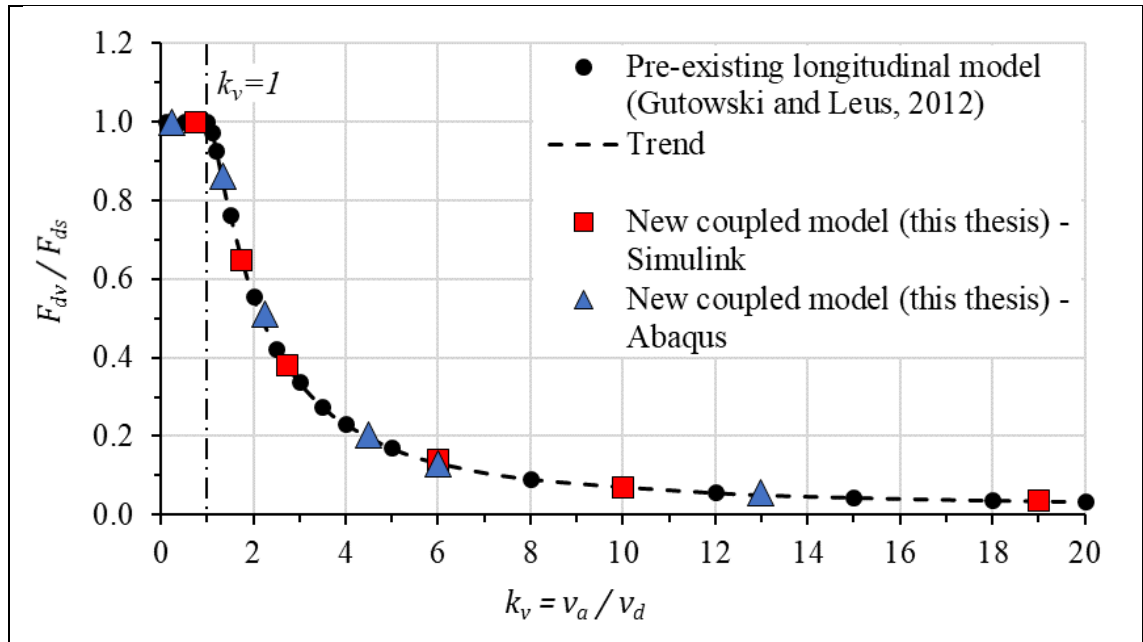 1.2
1.0
0.8
0.6
0.4
0.2
0.0
F_dv / F_ds
k_v=1
Pre-existing longitudinal model
(Gutowski and Leus, 2012)
Trend
New coupled model (this thesis) -
Simulink
New coupled model (this thesis) -
Abaqus
0 2 4 6 8 10 12 14 16 18 20
k_v = v_a / v_d